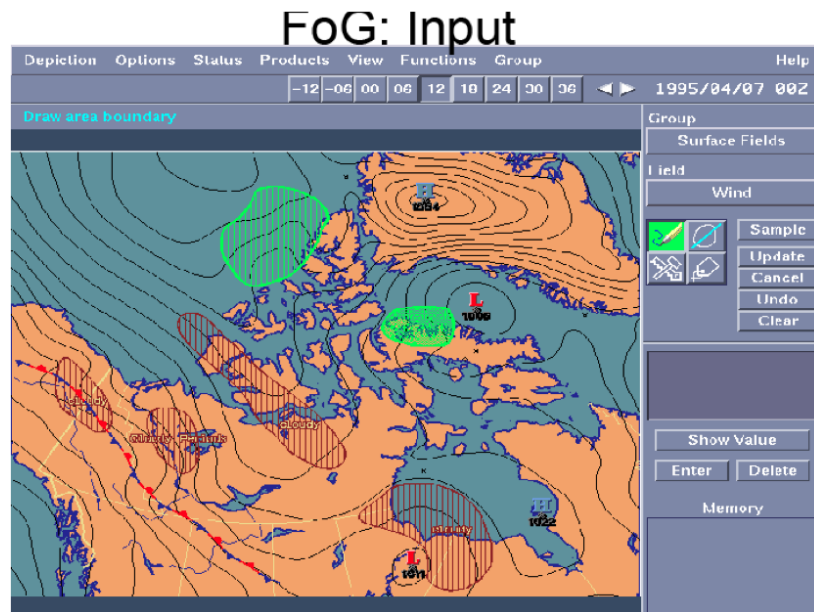 FoG: Input
Depiction Options Status Products View Functions Group Help
-12 -06 00 06 12 18 24 30 36 1995/04/07 00Z
Draw area boundary
Group
Surface Fields
Field
Wind
Sample
Update
Cancel
Undo
Clear
H
1034
L
1006
cloudy
Cloudy Periods
cloudy
cloudy
H
1022
L
1011
Show Value
Enter Delete
Memory